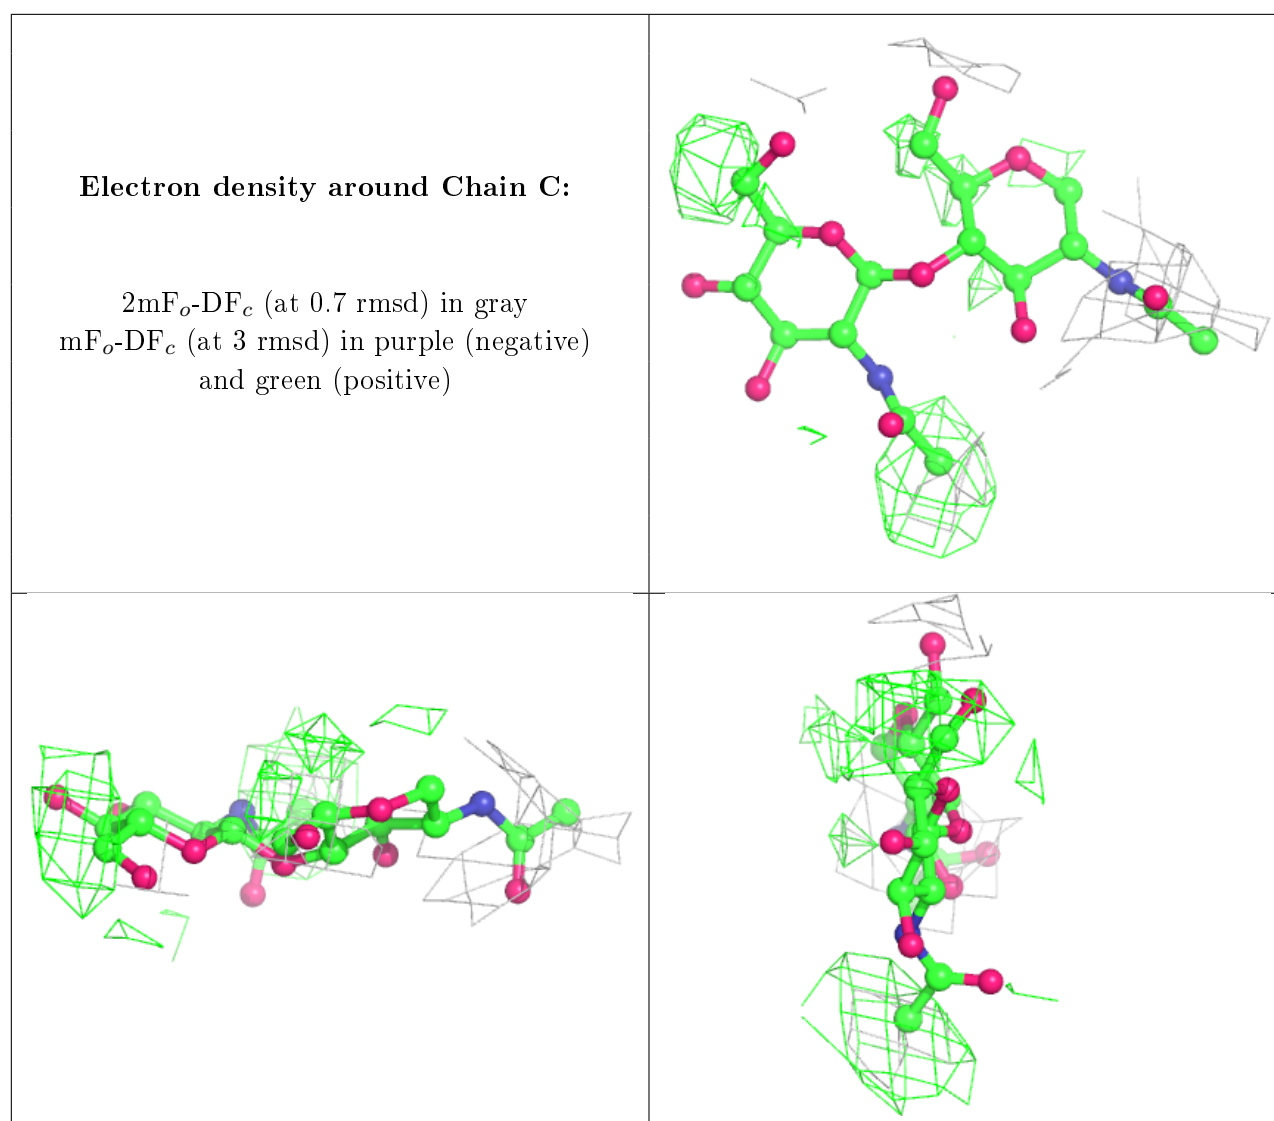 Electron density around Chain C:
2mFo-DFc (at 0.7 rmsd) in gray
mFo-DFc (at 3 rmsd) in purple (negative)
and green (positive)